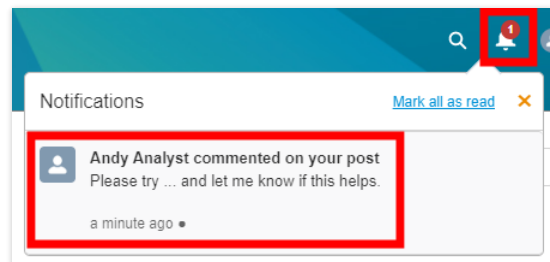 1
Notifications Mark all as read
Andy Analyst commented on your post
Please try ... and let me know if this helps.
a minute ago